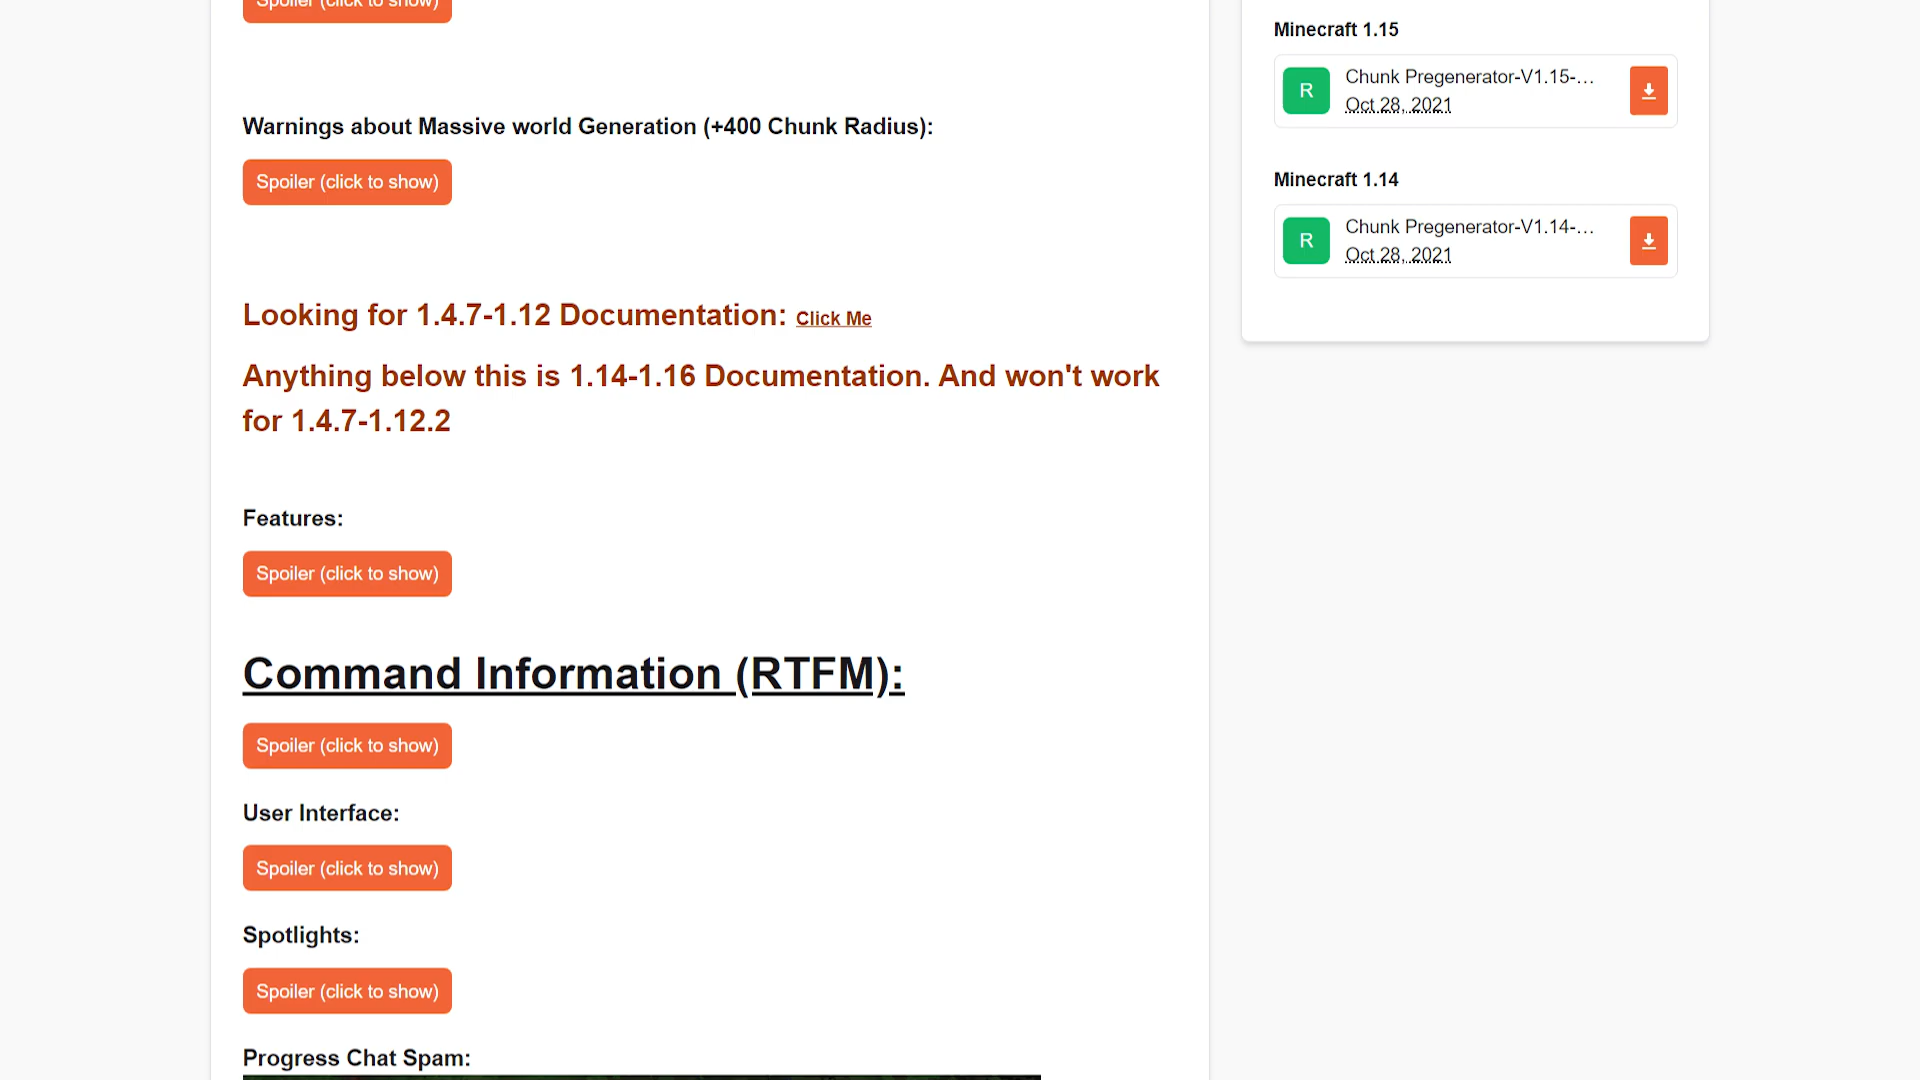 Spoiler (click to show)
Warnings about Massive world Generation (+400 Chunk Radius):
Spoiler (click to show)
Looking for 1.4.7-1.12 Documentation: Click Me
Anything below this is 1.14-1.16 Documentation. And won't work
for 1.4.7-1.12.2
Features:
Spoiler (click to show)
Command Information (RTFM):
Spoiler (click to show)
User Interface:
Spoiler (click to show)
Spotlights:
Spoiler (click to show)
Progress Chat Spam:
Minecraft 1.15
R
Chunk Pregenerator-V1.15-...
Oct 28, 2021
Minecraft 1.14
R
Chunk Pregenerator-V1.14-...
Oct 28, 2021